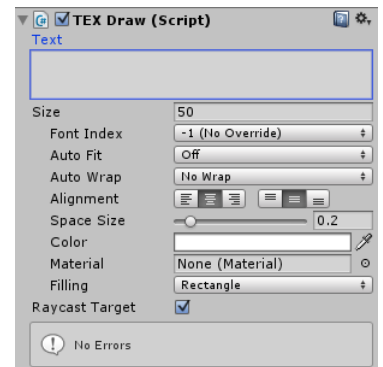 TEX Draw (Script)
Text
Size 50
Font Index -1 (No Override)
Auto Fit Off
Auto Wrap No Wrap
Alignment
Space Size 0.2
Color
Material None (Material)
Filling Rectangle
Raycast Target
No Errors